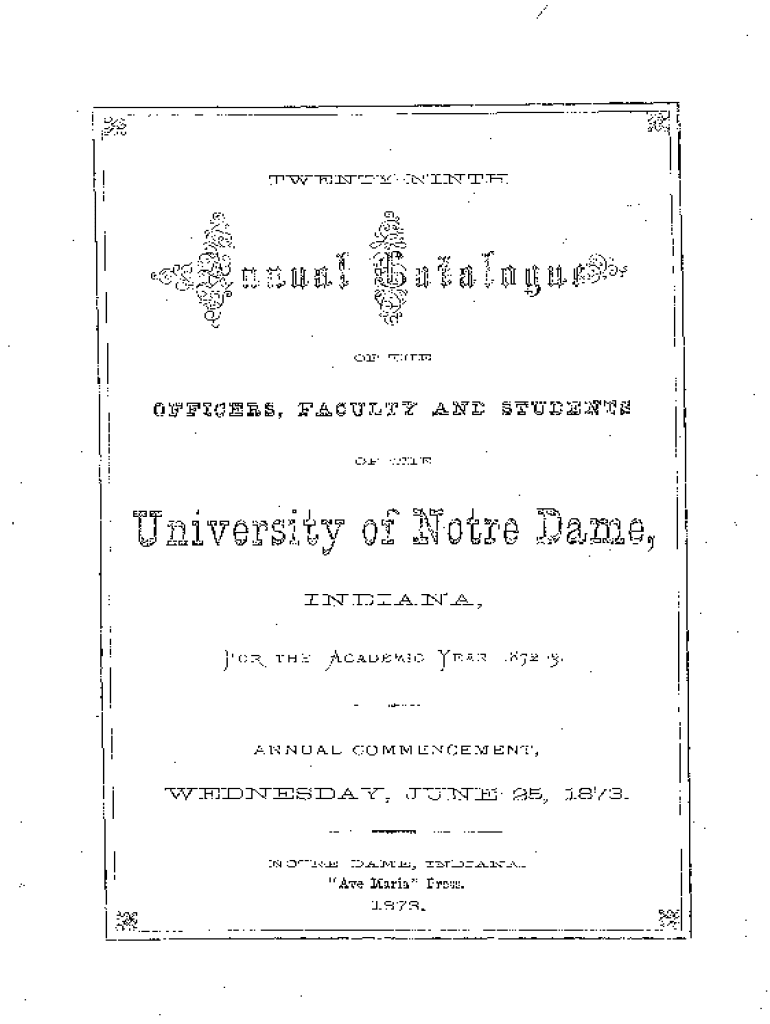 TWENTY-NINTH
Annual Catalogue
OF THE
OFFICERS, FACULTY AND STUDENTS
OF THE
University of Notre Dame,
INDIANA,
FOR THE ACADEMIC YEAR 1872-3.
ANNUAL COMMENCEMENT,
WEDNESDAY, JUNE 25, 1873.
NOTRE DAME, INDIANA.
"Ave Maria" Press.
1873.